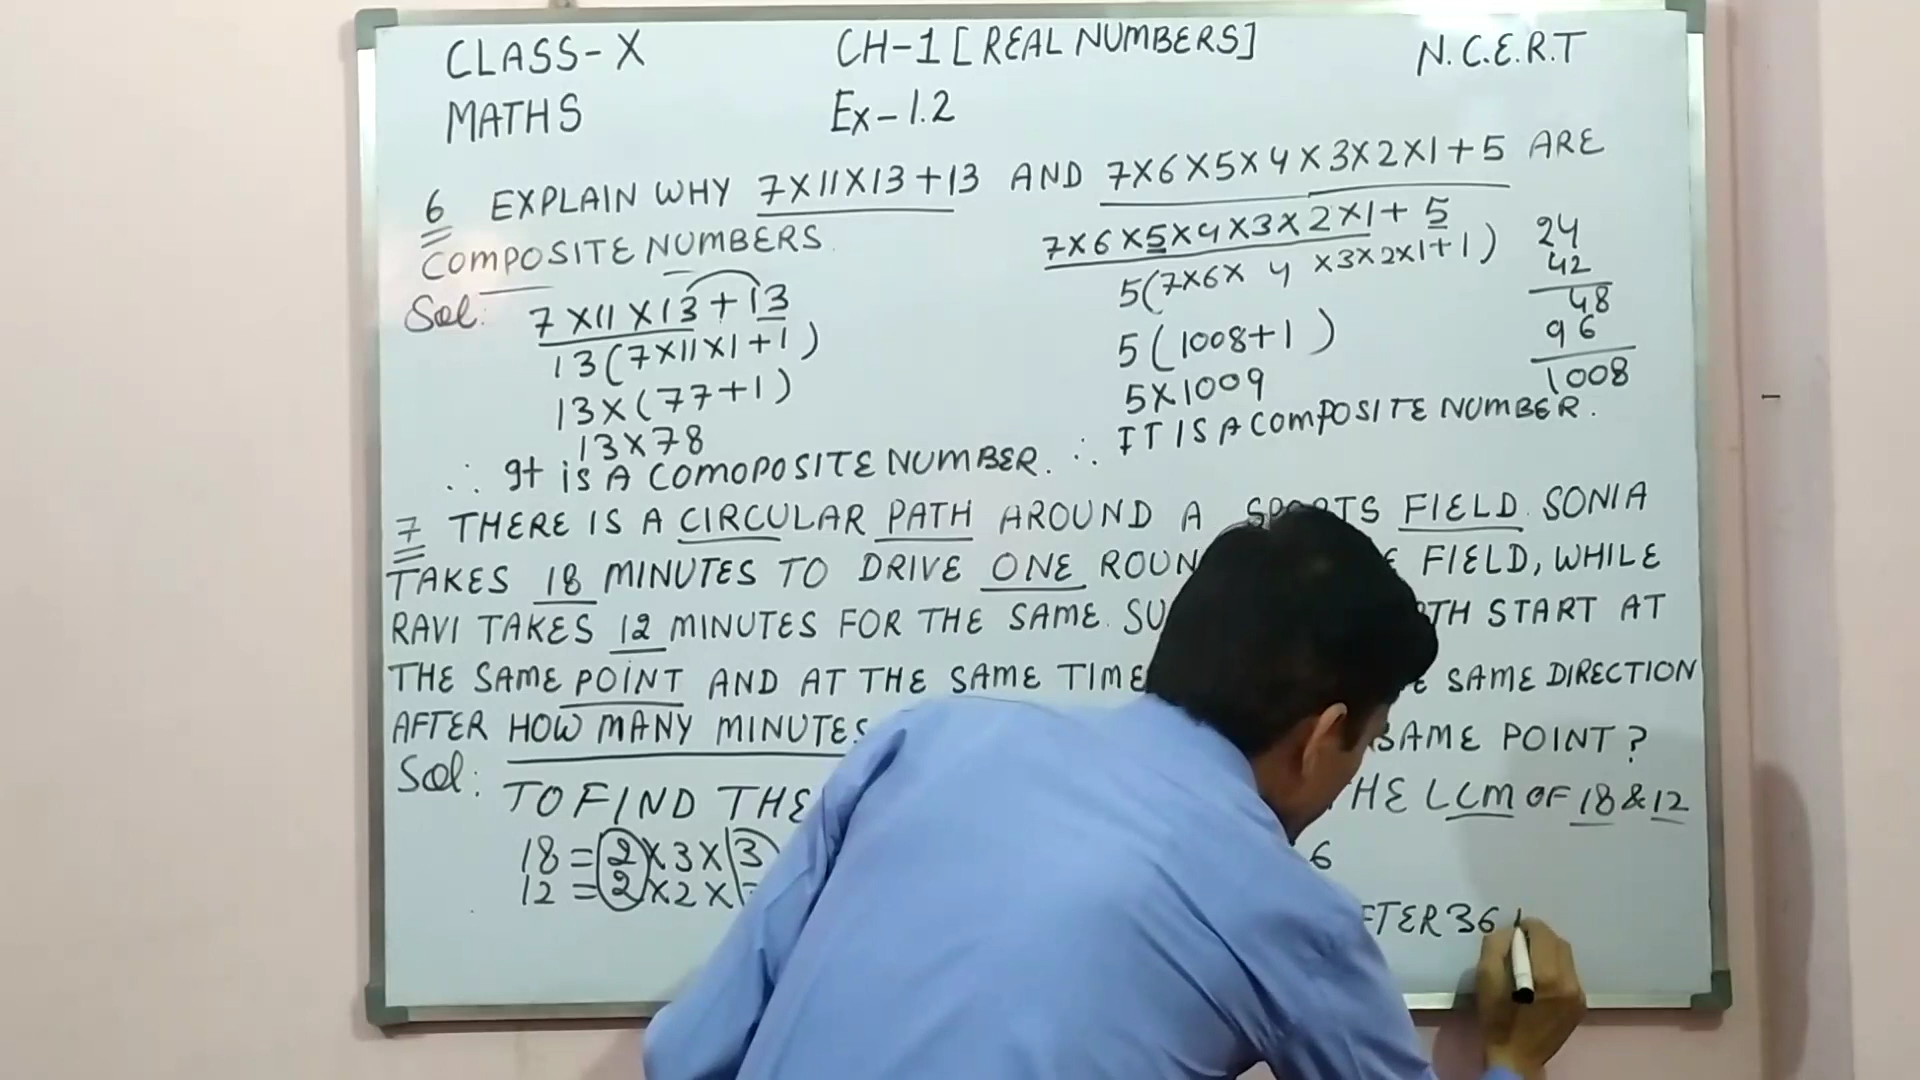 CLASS-X CH-1 [REAL NUMBERS] N.C.E.R.T
MATHS Ex-1.2
6 EXPLAIN WHY 7X11X13+13 AND 7X6X5X4X3X2X1+5 ARE
COMPOSITE NUMBERS
Sol: 7X11X13+13
13(7X11X1+1)
13X(77+1)
13X78
∴ It is A COMOPOSITE NUMBER.
7X6X5X4X3X2X1+5
5(7X6X 4 X3X2X1+1)
5(1008+1)
5X1009
∴ IT IS A COMPOSITE NUMBER.
24
42
48
96
1008
7 THERE IS A CIRCULAR PATH AROUND A SPORTS FIELD. SONIA
TAKES 18 MINUTES TO DRIVE ONE FIELD, WHILE
RAVI TAKES 12 MINUTES FOR THE SAME. START AT
THE SAME POINT AND AT THE SAME TIME SAME DIRECTION
AFTER HOW MANY MINUTES SAME POINT?
Sol: TO FIND THE LCM OF 18 & 12
18 = 2X3X3 6
12 = 2X2X
36